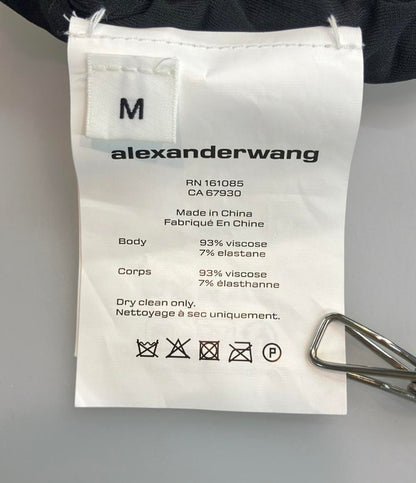 M
alexanderwang
RN 161085
CA 67930
Made in China
Fabriqué En Chine
Body 93% viscose
7% elastane
Corps 93% viscose
7% élasthanne
Dry clean only.
Nettoyage à sec uniquement.
P